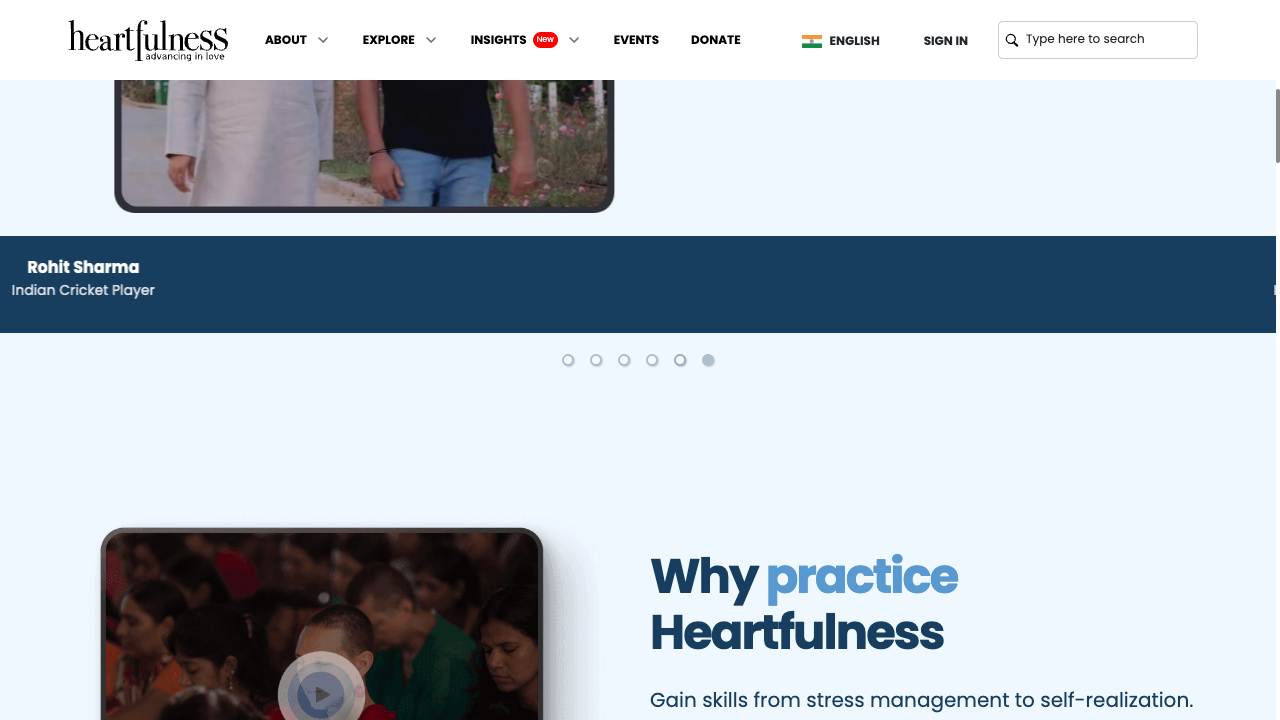 heartfulness
advancing in love
ABOUT
EXPLORE
INSIGHTS New
EVENTS
DONATE
ENGLISH
SIGN IN
Type here to search
Rohit Sharma
Indian Cricket Player
Why practice
Heartfulness
Gain skills from stress management to self-realization.